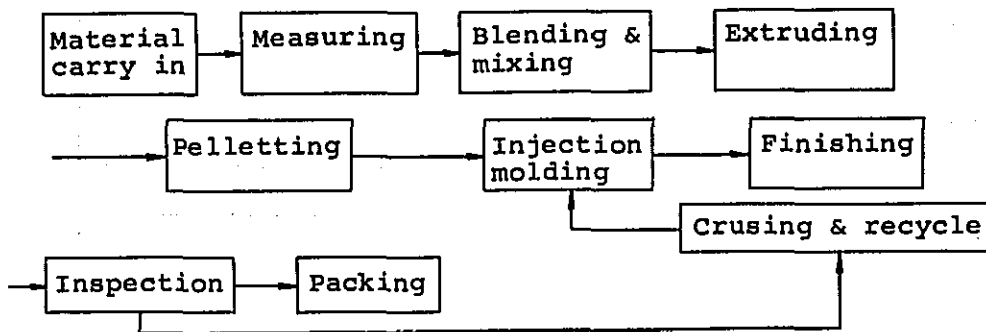 Material
carry in
Measuring
Blending &
mixing
Extruding
Pelletting
Injection
molding
Finishing
Crusing & recycle
Inspection
Packing